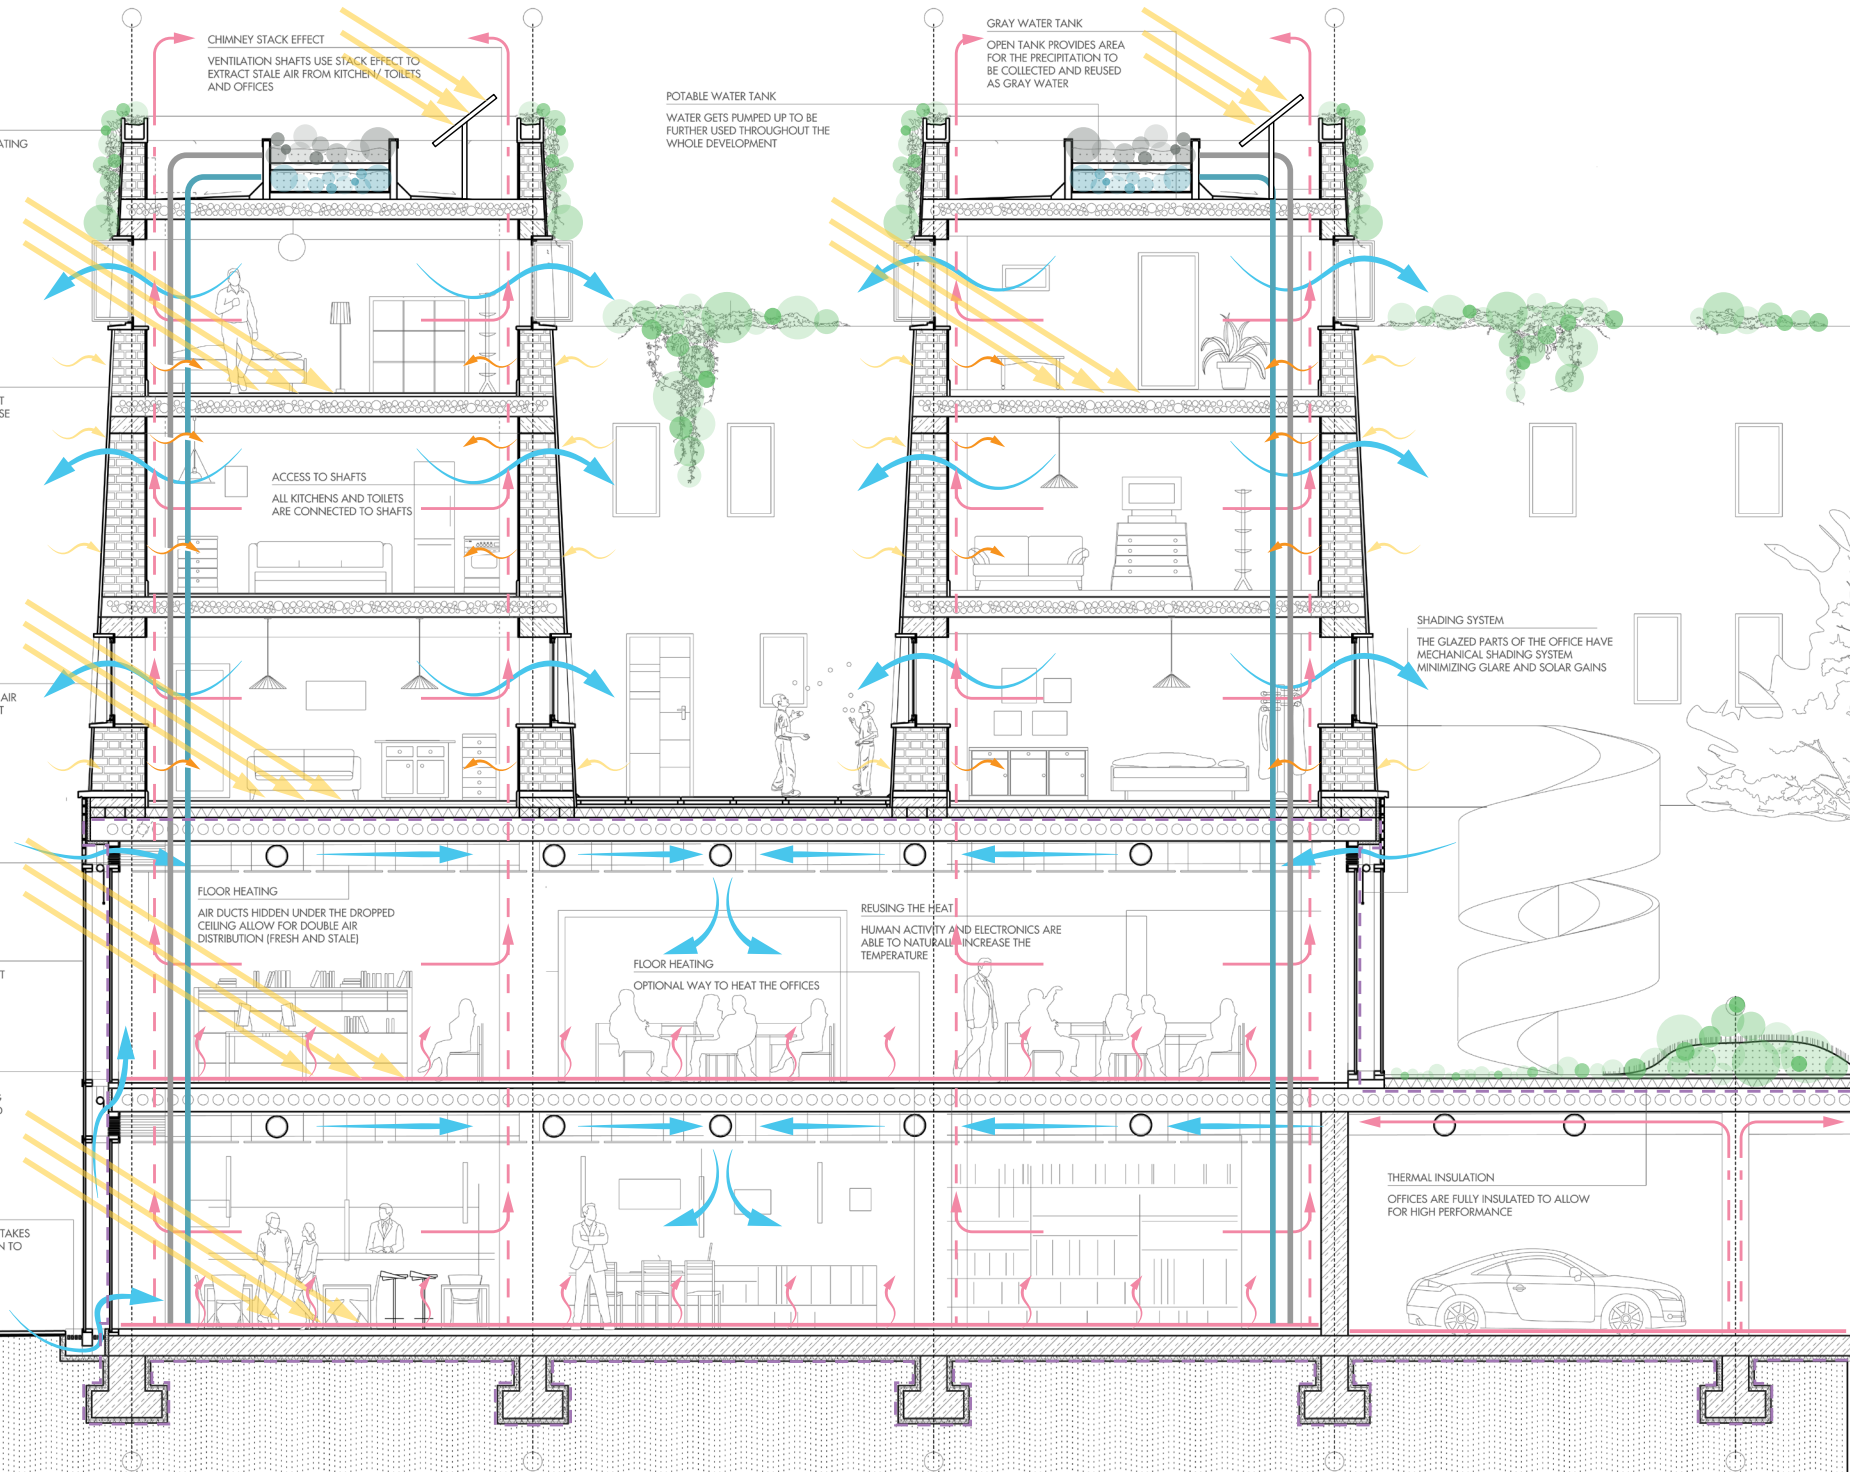 CHIMNEY STACK EFFECT
VENTILATION SHAFTS USE STACK EFFECT TO
EXTRACT STALE AIR FROM KITCHEN/ TOILETS
AND OFFICES
GRAY WATER TANK
OPEN TANK PROVIDES AREA
FOR THE PRECIPITATION TO
BE COLLECTED AND REUSED
AS GRAY WATER
POTABLE WATER TANK
WATER GETS PUMPED UP TO BE
FURTHER USED THROUGHOUT THE
WHOLE DEVELOPMENT
ATING
T
SE
ACCESS TO SHAFTS
ALL KITCHENS AND TOILETS
ARE CONNECTED TO SHAFTS
SHADING SYSTEM
THE GLAZED PARTS OF THE OFFICE HAVE
MECHANICAL SHADING SYSTEM
MINIMIZING GLARE AND SOLAR GAINS
AIR
T
FLOOR HEATING
AIR DUCTS HIDDEN UNDER THE DROPPED
CEILING ALLOW FOR DOUBLE AIR
DISTRIBUTION (FRESH AND STALE)
REUSING THE HEAT
HUMAN ACTIVITY AND ELECTRONICS ARE
ABLE TO NATURALL INCREASE THE
TEMPERATURE
FLOOR HEATING
OPTIONAL WAY TO HEAT THE OFFICES
T
THERMAL INSULATION
OFFICES ARE FULLY INSULATED TO ALLOW
FOR HIGH PERFORMANCE
TAKES
N TO